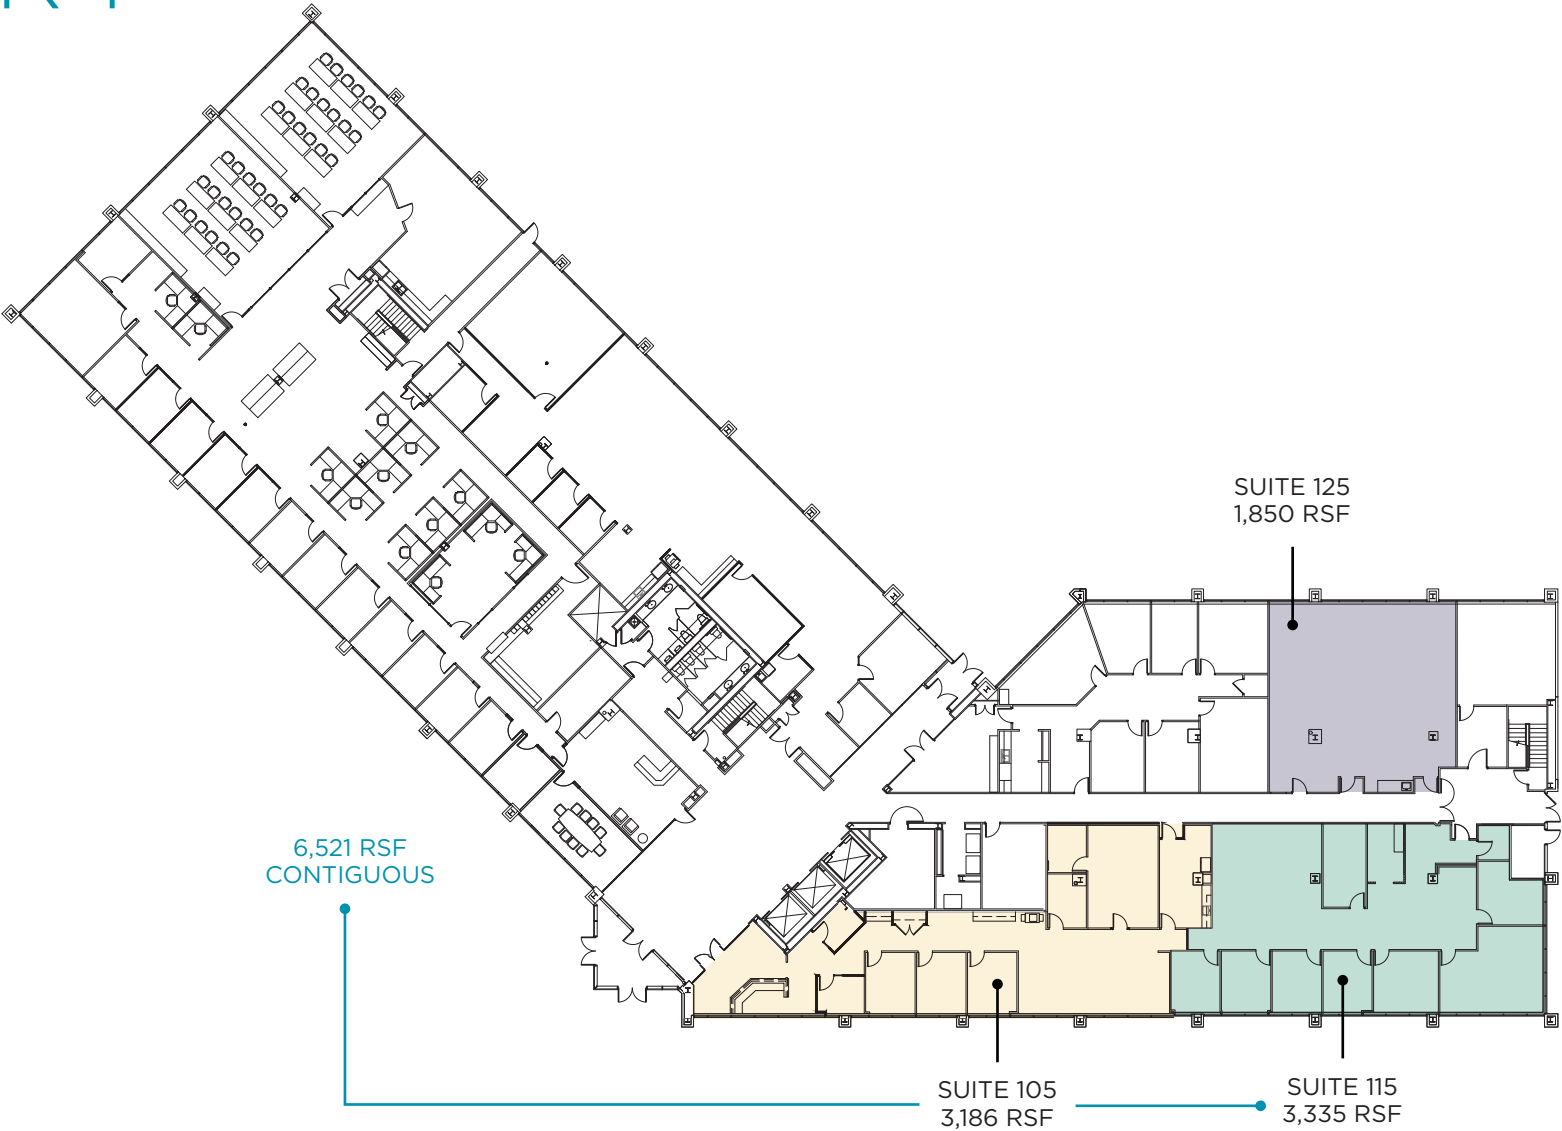 SUITE 125
1,850 RSF
6,521 RSF
CONTIGUOUS
SUITE 105
3,186 RSF
SUITE 115
3,335 RSF